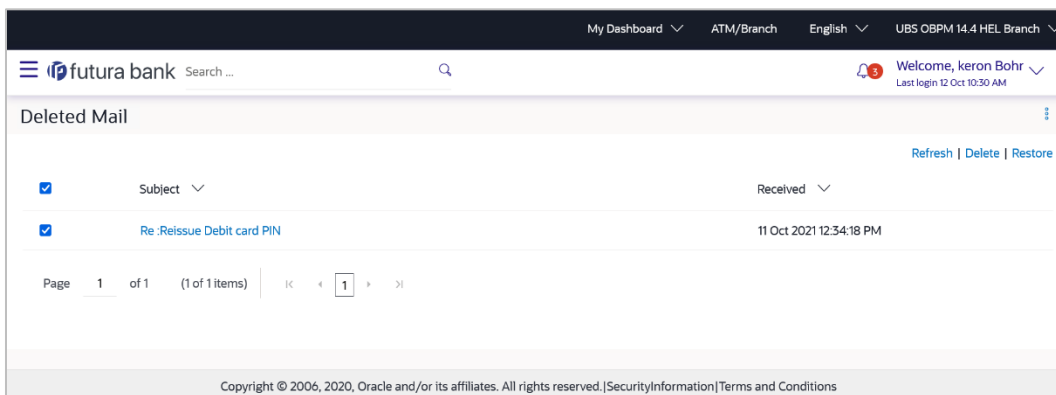 My Dashboard ATM/Branch English UBS OBPM 14.4 HEL Branch
futura bank Search ... 3 Welcome, keron Bohr
Last login 12 Oct 10:30 AM
Deleted Mail
Refresh | Delete | Restore
Subject Received
Re :Reissue Debit card PIN 11 Oct 2021 12:34:18 PM
Page 1 of 1 (1 of 1 items) 1
Copyright © 2006, 2020, Oracle and/or its affiliates. All rights reserved.|SecurityInformation|Terms and Conditions